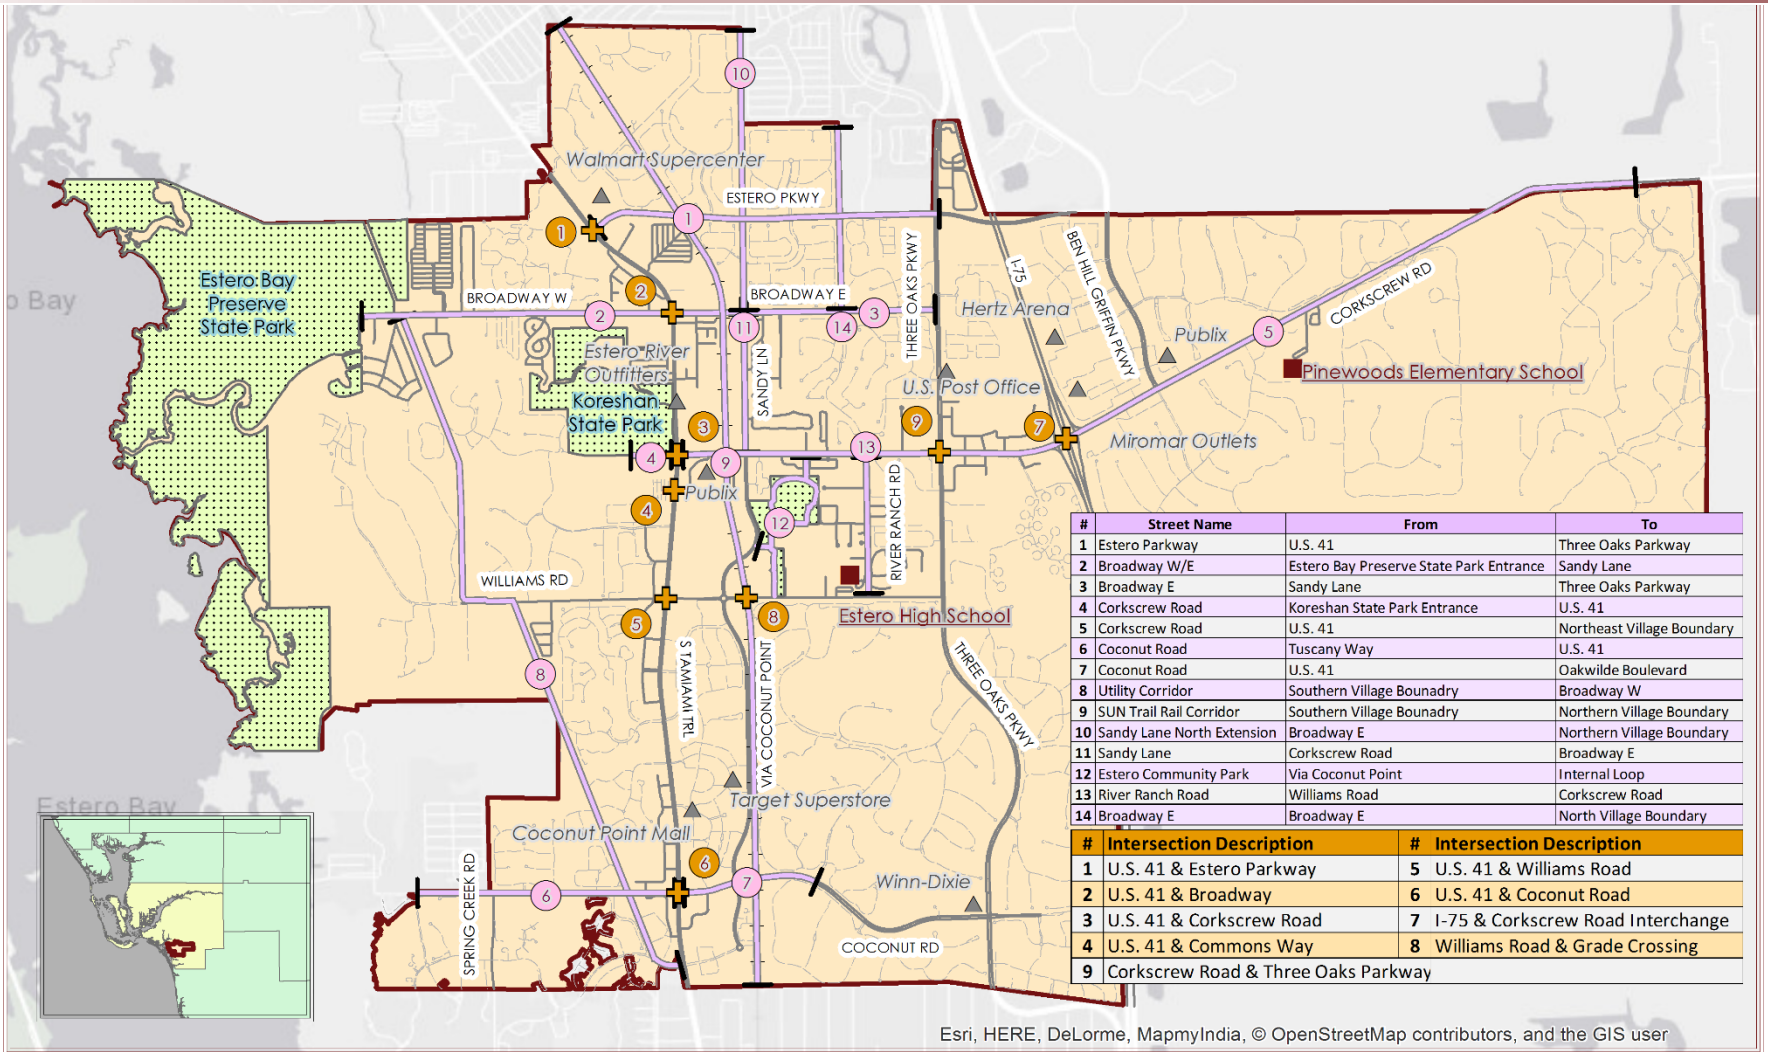 10
Walmart Supercenter
ESTERO PKWY
1
1
Estero Bay
Preserve
State Park
o Bay
BROADWAY W
2
2
BROADWAY E
11
14
3
THREE OAKS PKWY
I-75
BEN HILL GRIFFIN PKWY
Hertz Arena
Publix
5
CORKSCREW RD
Pinewoods Elementary School
Estero River
Outfitters
Koreshan
State Park
SANDY LN
U.S. Post Office
3
9
7
4
9
13
Miromar Outlets
Publix
4
12
RIVER RANCH RD
WILLIAMS RD
5
8
Estero High School
8
S TAMIAMI TRL
VIA COCONUT POINT
THREE OAKS PKWY
Estero Bay
Target Superstore
Coconut Point Mall
6
7
6
Winn-Dixie
SPRING CREEK RD
COCONUT RD
# Street Name From To
1 Estero Parkway U.S. 41 Three Oaks Parkway
2 Broadway W/E Estero Bay Preserve State Park Entrance Sandy Lane
3 Broadway E Sandy Lane Three Oaks Parkway
4 Corkscrew Road Koreshan State Park Entrance U.S. 41
5 Corkscrew Road U.S. 41 Northeast Village Boundary
6 Coconut Road Tuscany Way U.S. 41
7 Coconut Road U.S. 41 Oakwilde Boulevard
8 Utility Corridor Southern Village Bounadry Broadway W
9 SUN Trail Rail Corridor Southern Village Bounadry Northern Village Boundary
10 Sandy Lane North Extension Broadway E Northern Village Boundary
11 Sandy Lane Corkscrew Road Broadway E
12 Estero Community Park Via Coconut Point Internal Loop
13 River Ranch Road Williams Road Corkscrew Road
14 Broadway E Broadway E North Village Boundary
# Intersection Description # Intersection Description
1 U.S. 41 & Estero Parkway 5 U.S. 41 & Williams Road
2 U.S. 41 & Broadway 6 U.S. 41 & Coconut Road
3 U.S. 41 & Corkscrew Road 7 I-75 & Corkscrew Road Interchange
4 U.S. 41 & Commons Way 8 Williams Road & Grade Crossing
9 Corkscrew Road & Three Oaks Parkway
Esri, HERE, DeLorme, MapmyIndia, © OpenStreetMap contributors, and the GIS user